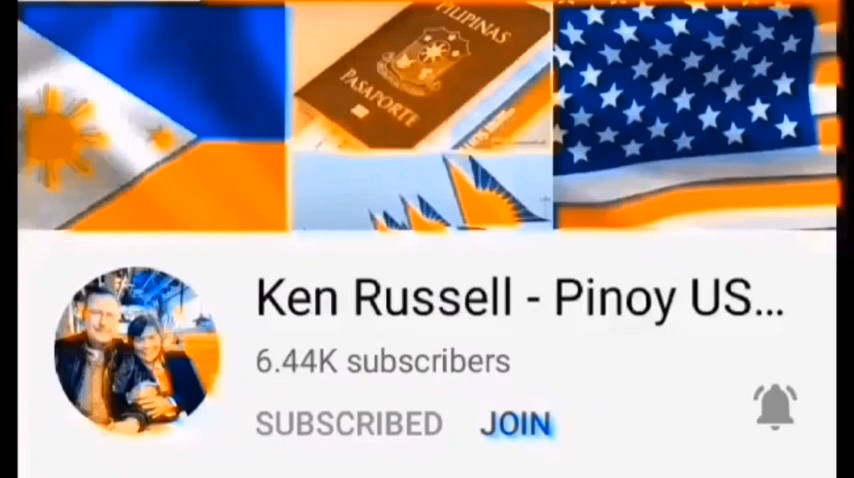 PILIPINAS
PASAPORTE
Ken Russell - Pinoy US...
6.44K subscribers
SUBSCRIBED JOIN